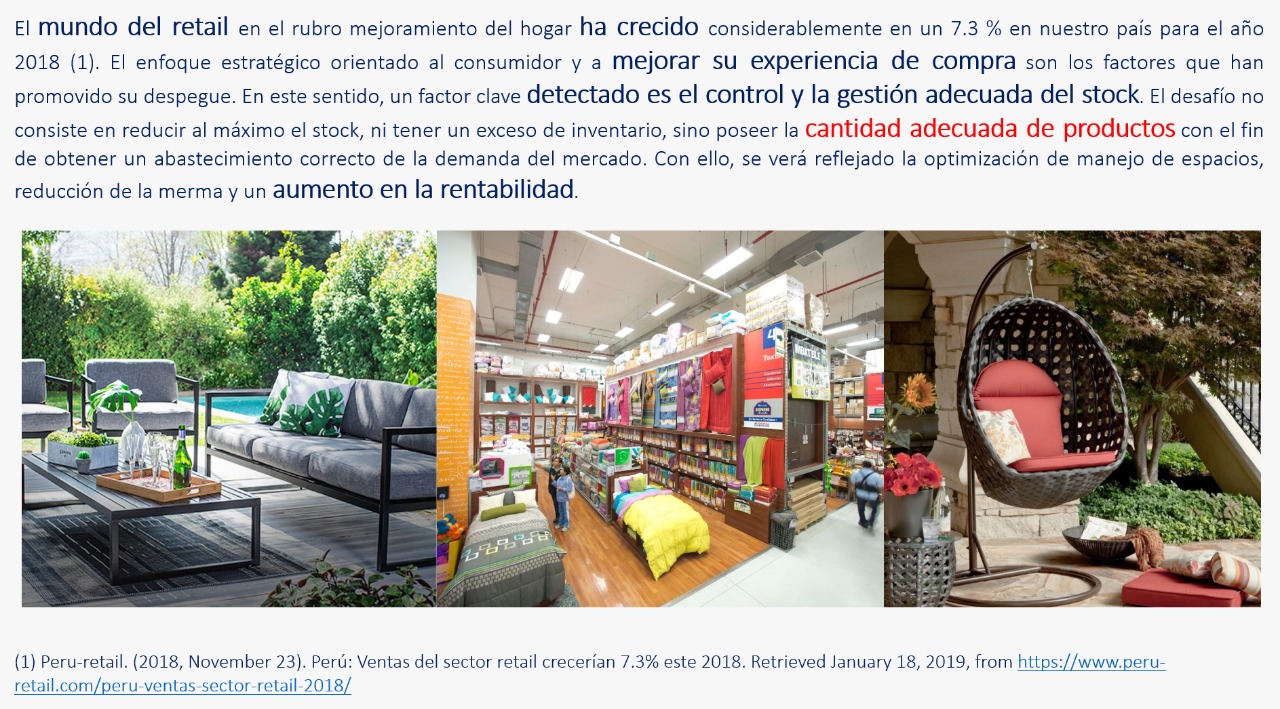 El mundo del retail en el rubro mejoramiento del hogar ha crecido considerablemente en un 7.3 % en nuestro país para el año
2018 (1). El enfoque estratégico orientado al consumidor y a mejorar su experiencia de compra son los factores que han
promovido su despegue. En este sentido, un factor clave detectado es el control y la gestión adecuada del stock. El desafío no
consiste en reducir al máximo el stock, ni tener un exceso de inventario, sino poseer la cantidad adecuada de productos con el fin
de obtener un abastecimiento correcto de la demanda del mercado. Con ello, se verá reflejado la optimización de manejo de espacios,
reducción de la merma y un aumento en la rentabilidad.
(1) Peru-retail. (2018, November 23). Perú: Ventas del sector retail crecerían 7.3% este 2018. Retrieved January 18, 2019, from https://www.peru-
retail.com/peru-ventas-sector-retail-2018/